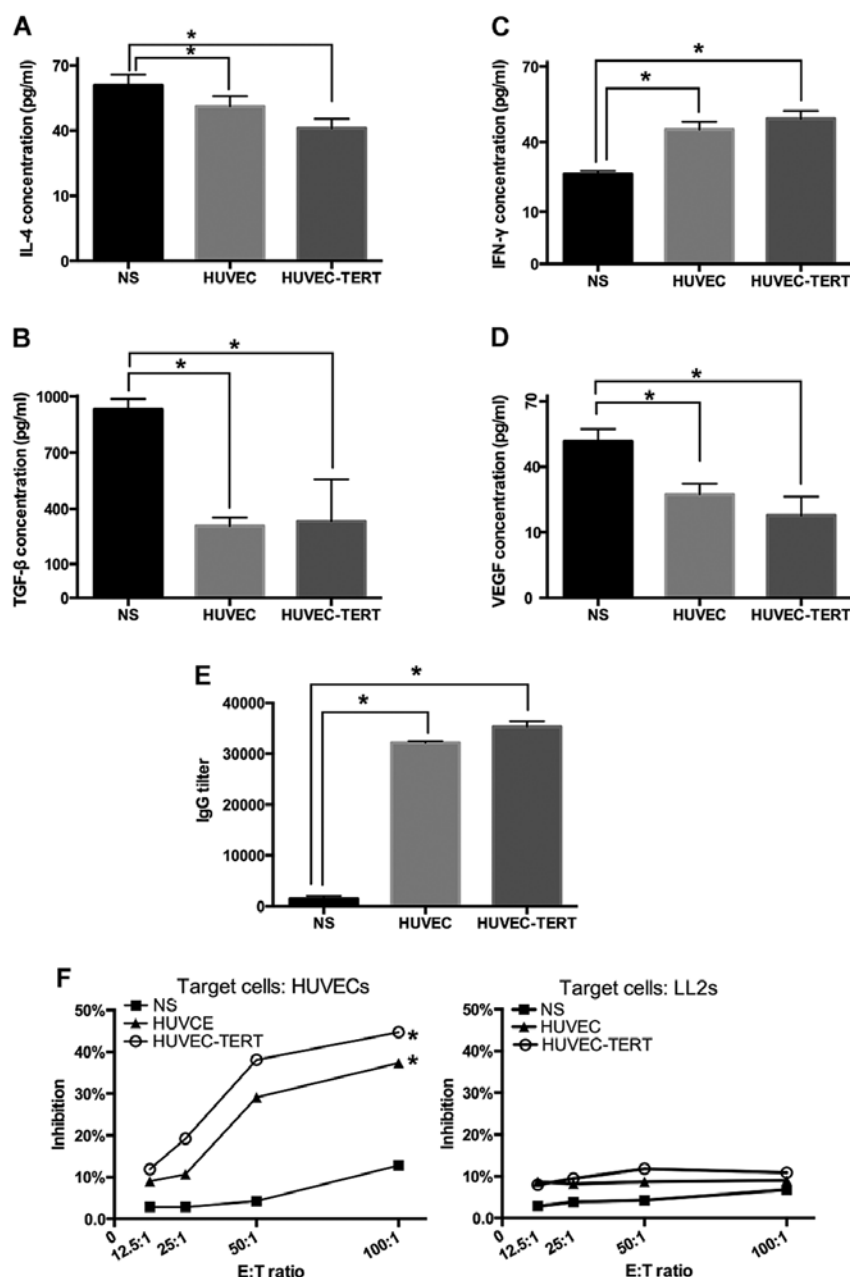 A
IL-4 concentration (pg/ml)
70
40
10
0
*
*
NS
HUVEC
HUVEC-TERT
C
IFN-γ concentration (pg/ml)
70
40
10
0
*
*
NS
HUVEC
HUVEC-TERT
B
TGF-β concentration (pg/ml)
1000
700
400
100
0
*
*
NS
HUVEC
HUVEC-TERT
D
VEGF concentration (pg/ml)
70
40
10
0
*
*
NS
HUVEC
HUVEC-TERT
E
IgG tilter
40000
30000
20000
10000
0
*
*
NS
HUVEC
HUVEC-TERT
F
Target cells: HUVECs
NS
HUVCE
HUVEC-TERT
Inhibition
50%
40%
30%
20%
10%
0.0
*
*
0
12.5:1
25:1
50:1
100:1
E:T ratio
Target cells: LL2s
NS
HUVEC
HUVEC-TERT
Inhibition
50%
40%
30%
20%
10%
0.0
0
12.5:1
25:1
50:1
100:1
E:T ratio